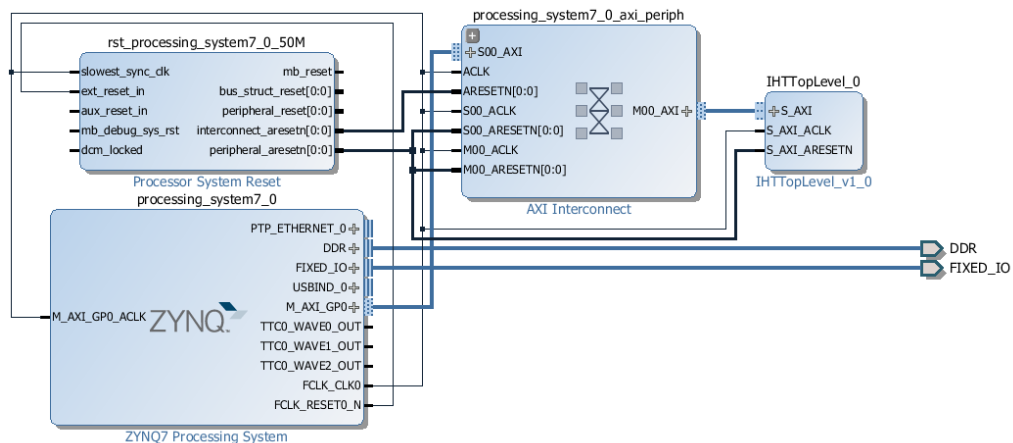 rst_processing_system7_0_50M
slowest_sync_clk
ext_reset_in
aux_reset_in
mb_debug_sys_rst
dcm_locked
mb_reset
bus_struct_reset[0:0]
peripheral_reset[0:0]
interconnect_aresetn[0:0]
peripheral_aresetn[0:0]
Processor System Reset
processing_system7_0_axi_periph
S00_AXI
ACLK
ARESETN[0:0]
S00_ACLK
S00_ARESETN[0:0]
M00_ACLK
M00_ARESETN[0:0]
M00_AXI
AXI Interconnect
IHTTopLevel_0
S_AXI
S_AXI_ACLK
S_AXI_ARESETN
IHTTopLevel_v1_0
processing_system7_0
M_AXI_GP0_ACLK
ZYNQ
PTP_ETHERNET_0
DDR
FIXED_IO
USBIND_0
M_AXI_GP0
TTC0_WAVE0_OUT
TTC0_WAVE1_OUT
TTC0_WAVE2_OUT
FCLK_CLK0
FCLK_RESET0_N
ZYNQ7 Processing System
DDR
FIXED_IO